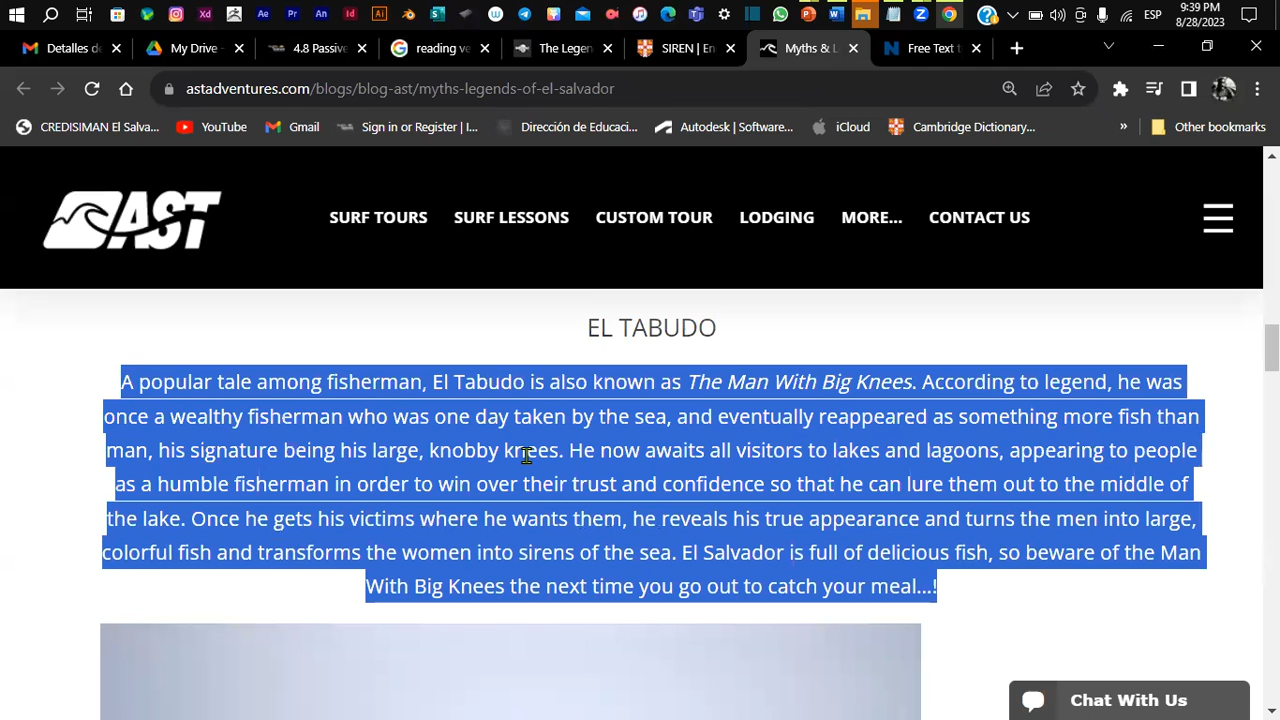 9:39 PM
ESP
8/28/2023
Detalles de
My Drive -
4.8 Passive
reading ve
The Legen
SIREN | En
Myths & L
Free Text t
astadventures.com/blogs/blog-ast/myths-legends-of-el-salvador
CREDISIMAN El Salva...
YouTube
Gmail
Sign in or Register | I...
Dirección de Educaci...
Autodesk | Software...
iCloud
Cambridge Dictionary...
»
Other bookmarks
AST
SURF TOURS
SURF LESSONS
CUSTOM TOUR
LODGING
MORE...
CONTACT US
EL TABUDO
A popular tale among fisherman, El Tabudo is also known as The Man With Big Knees. According to legend, he was
once a wealthy fisherman who was one day taken by the sea, and eventually reappeared as something more fish than
man, his signature being his large, knobby knees. He now awaits all visitors to lakes and lagoons, appearing to people
as a humble fisherman in order to win over their trust and confidence so that he can lure them out to the middle of
the lake. Once he gets his victims where he wants them, he reveals his true appearance and turns the men into large,
colorful fish and transforms the women into sirens of the sea. El Salvador is full of delicious fish, so beware of the Man
With Big Knees the next time you go out to catch your meal...!
Chat With Us